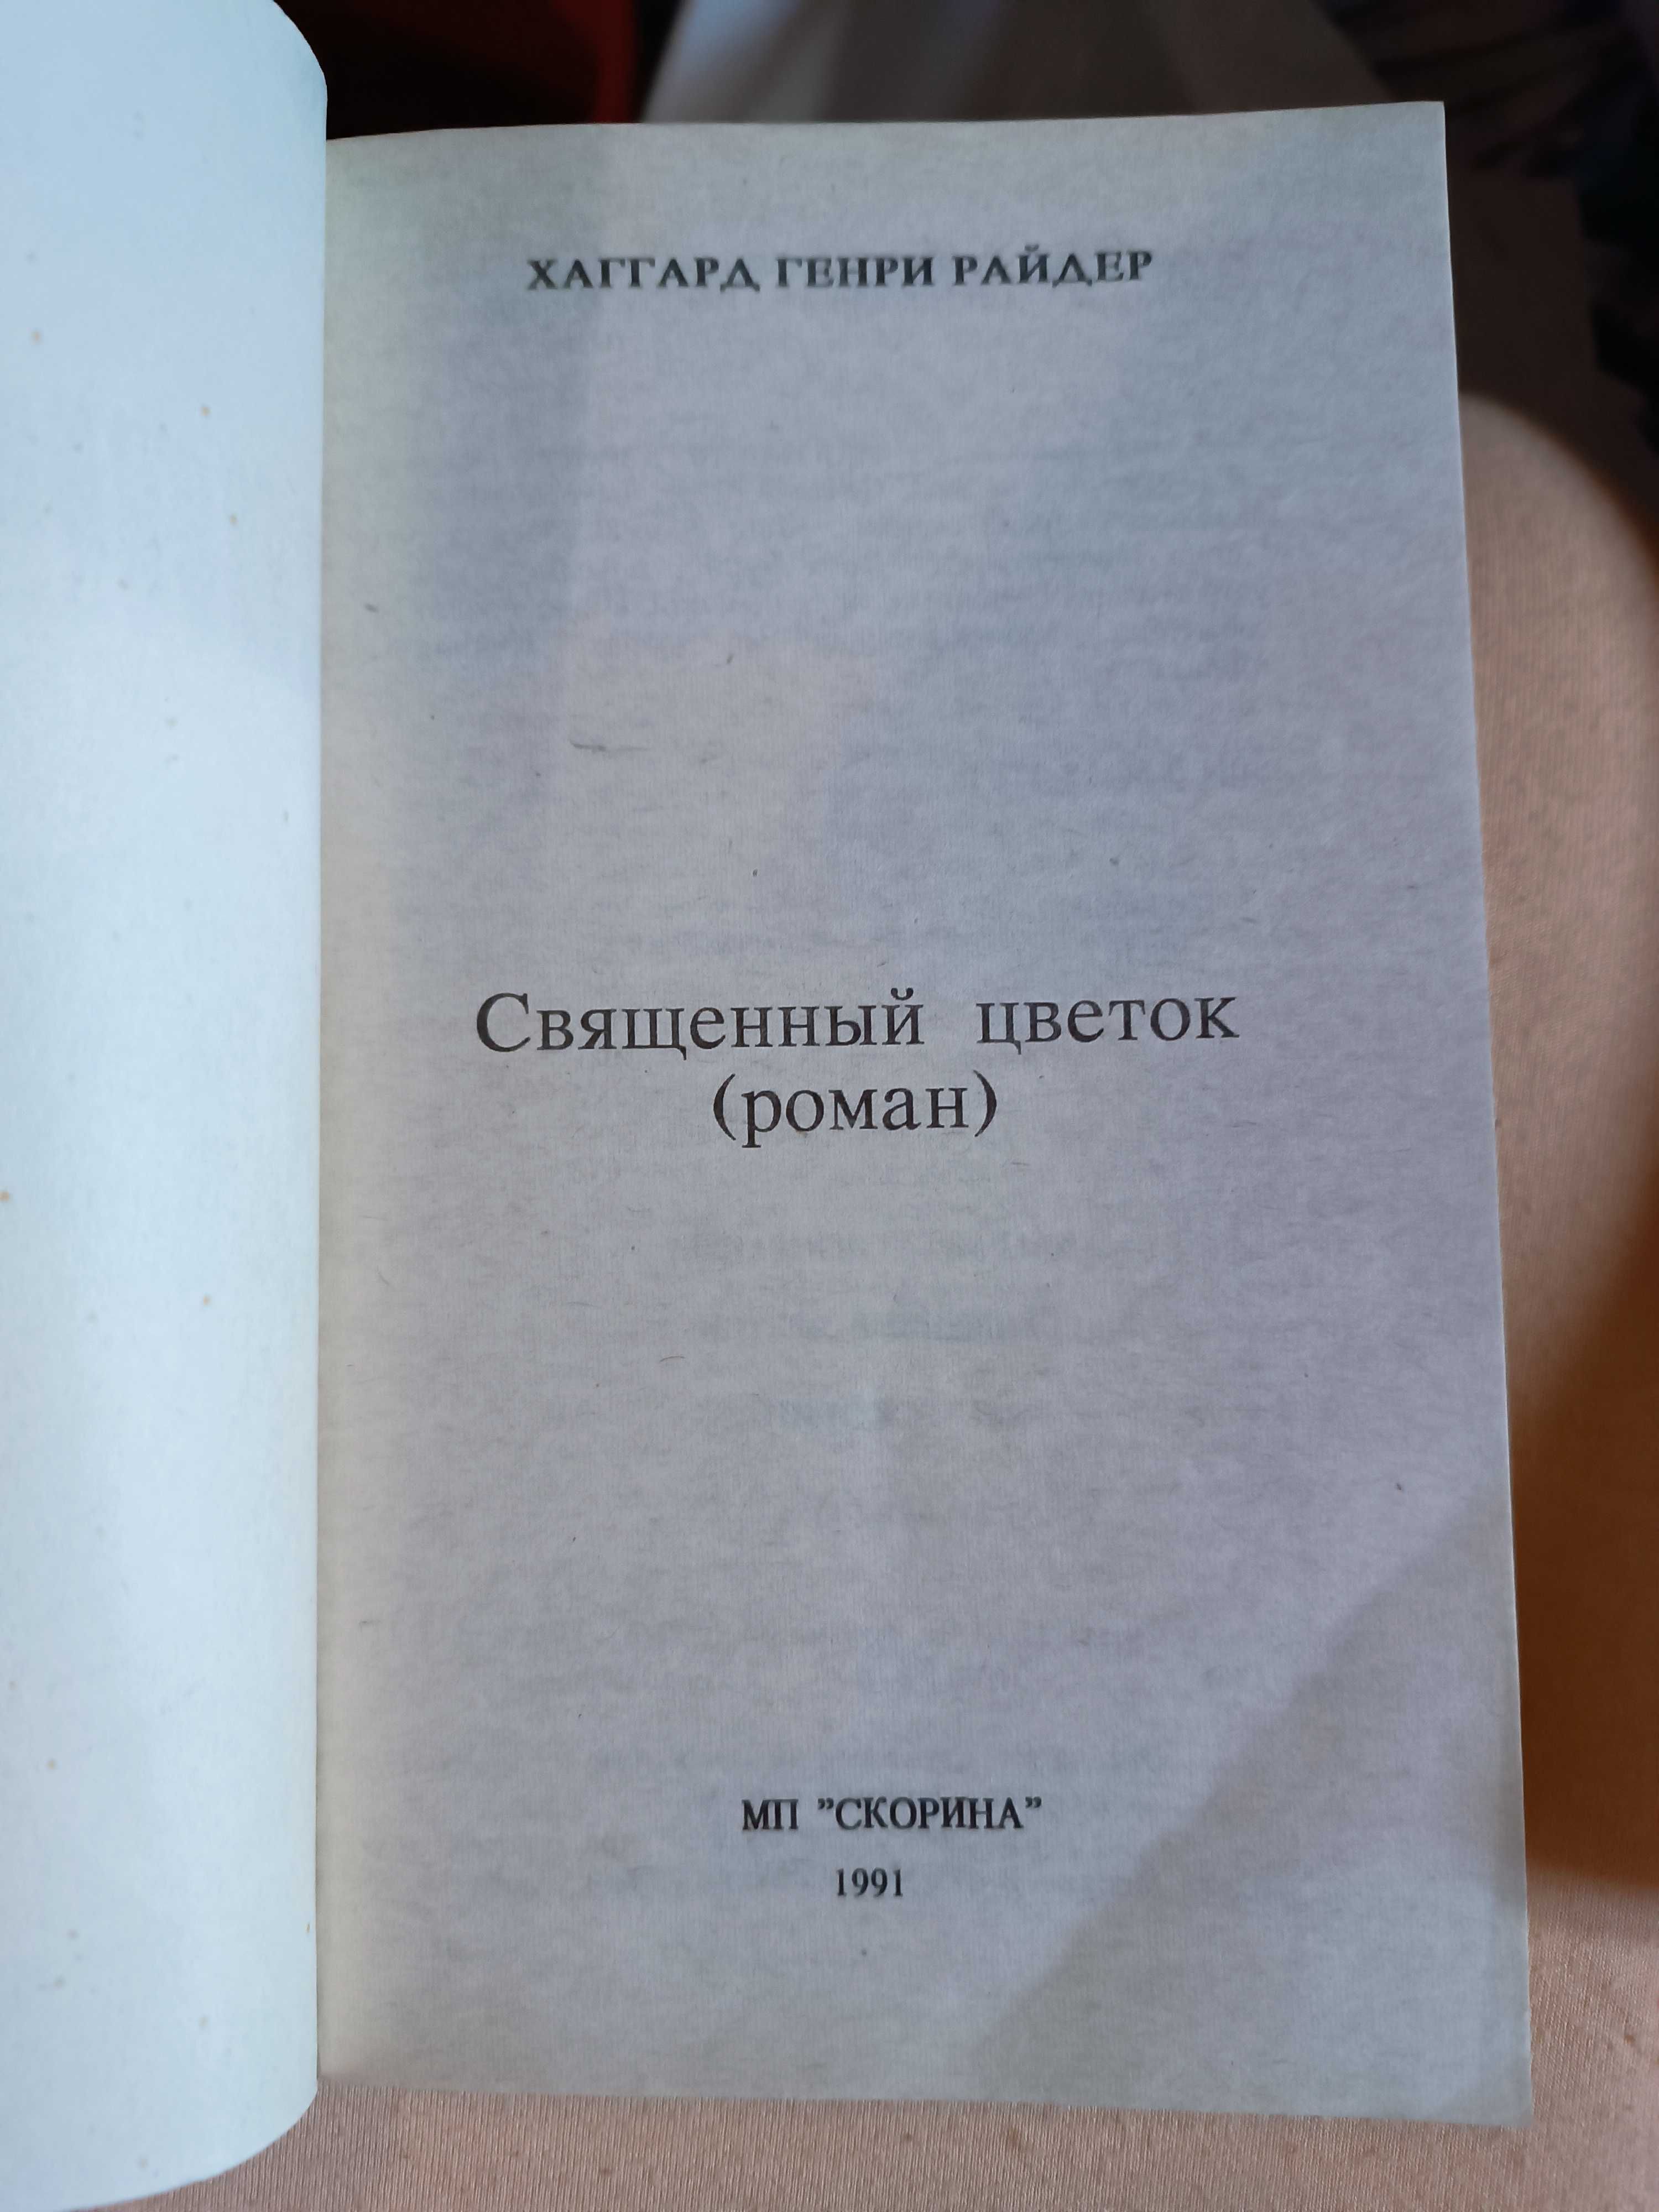 ХАГГАРД ГЕНРИ РАЙДЕР
Священный цветок
(роман)
МП ”СКОРИНА”
1991